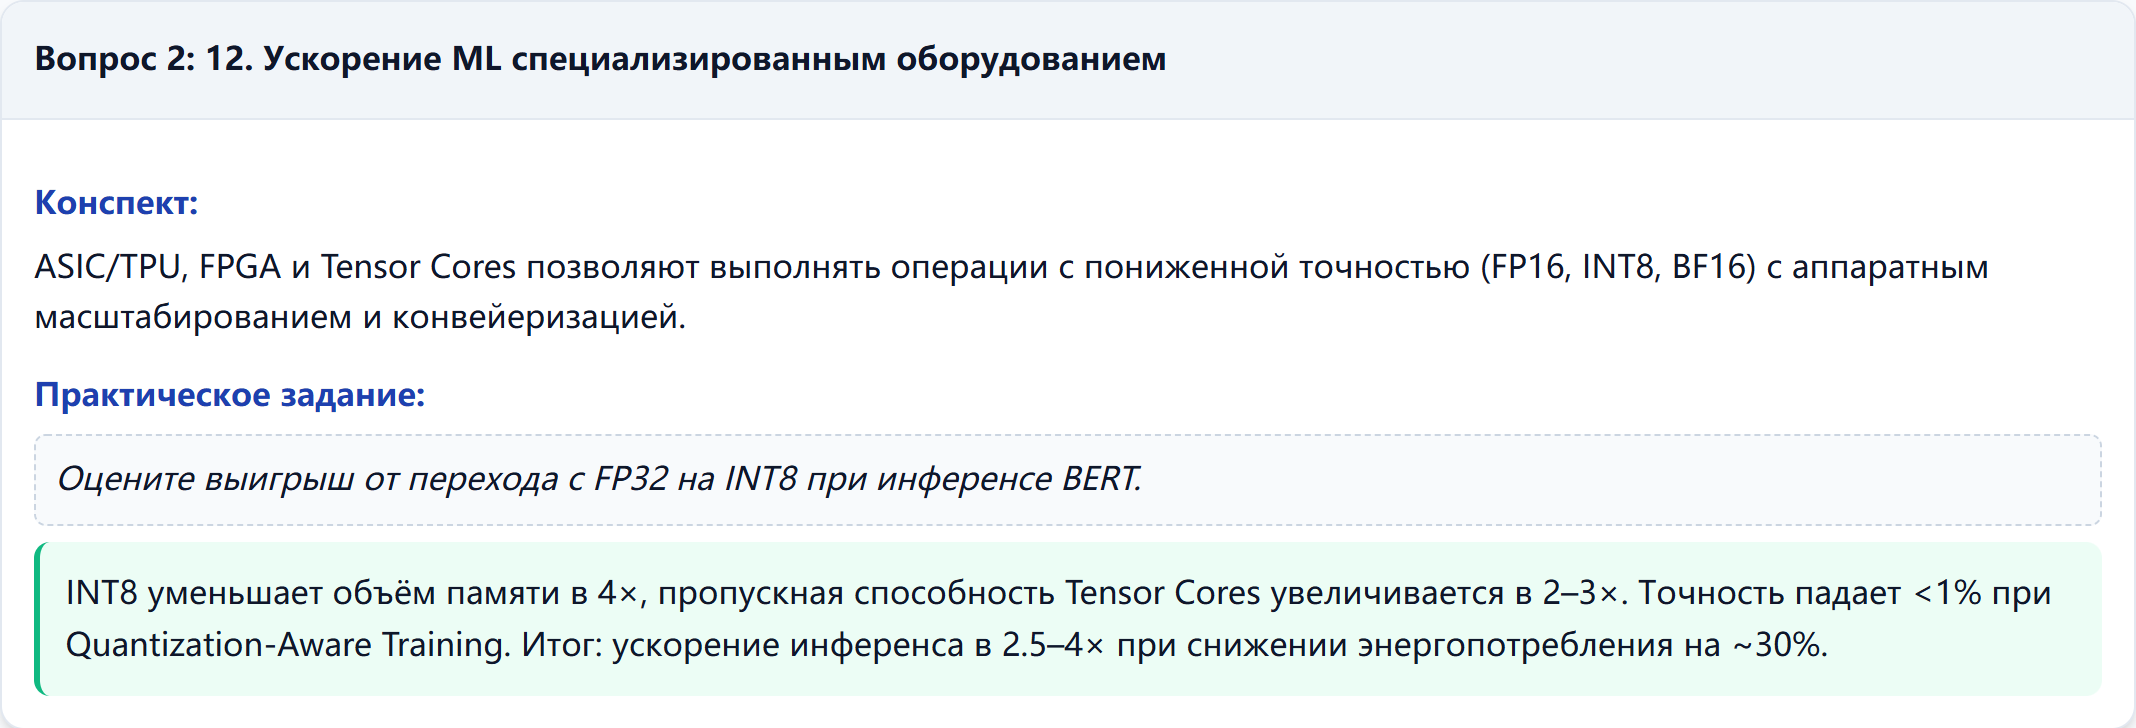 Вопрос 2: 12. Ускорение ML специализированным оборудованием
Конспект:
ASIC/TPU, FPGA и Tensor Cores позволяют выполнять операции с пониженной точностью (FP16, INT8, BF16) с аппаратным
масштабированием и конвейеризацией.
Практическое задание:
Оцените выигрыш от перехода с FP32 на INT8 при инференсе BERT.
INT8 уменьшает объём памяти в 4×, пропускная способность Tensor Cores увеличивается в 2–3×. Точность падает <1% при
Quantization-Aware Training. Итог: ускорение инференса в 2.5–4× при снижении энергопотребления на ~30%.